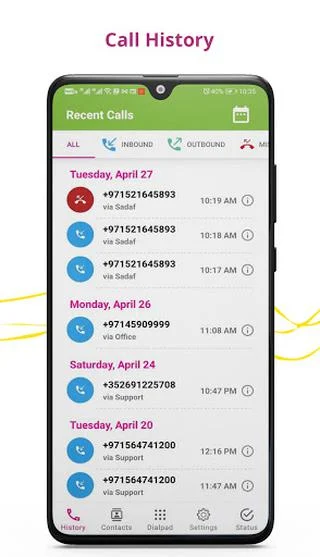 Call History
40% 10:35
Recent Calls
ALL INBOUND OUTBOUND MI
Tuesday, April 27
+971521645893
via Sadaf
10:19 AM
+971521645893
via Sadaf
10:18 AM
+971521645893
via Sadaf
10:17 AM
Monday, April 26
+97145909999
via Office
11:08 AM
Saturday, April 24
+352691225708
via Support
10:47 PM
Tuesday, April 20
+971564741200
via Support
12:16 PM
+971564741200
via Support
11:47 AM
History Contacts Dialpad Settings Status